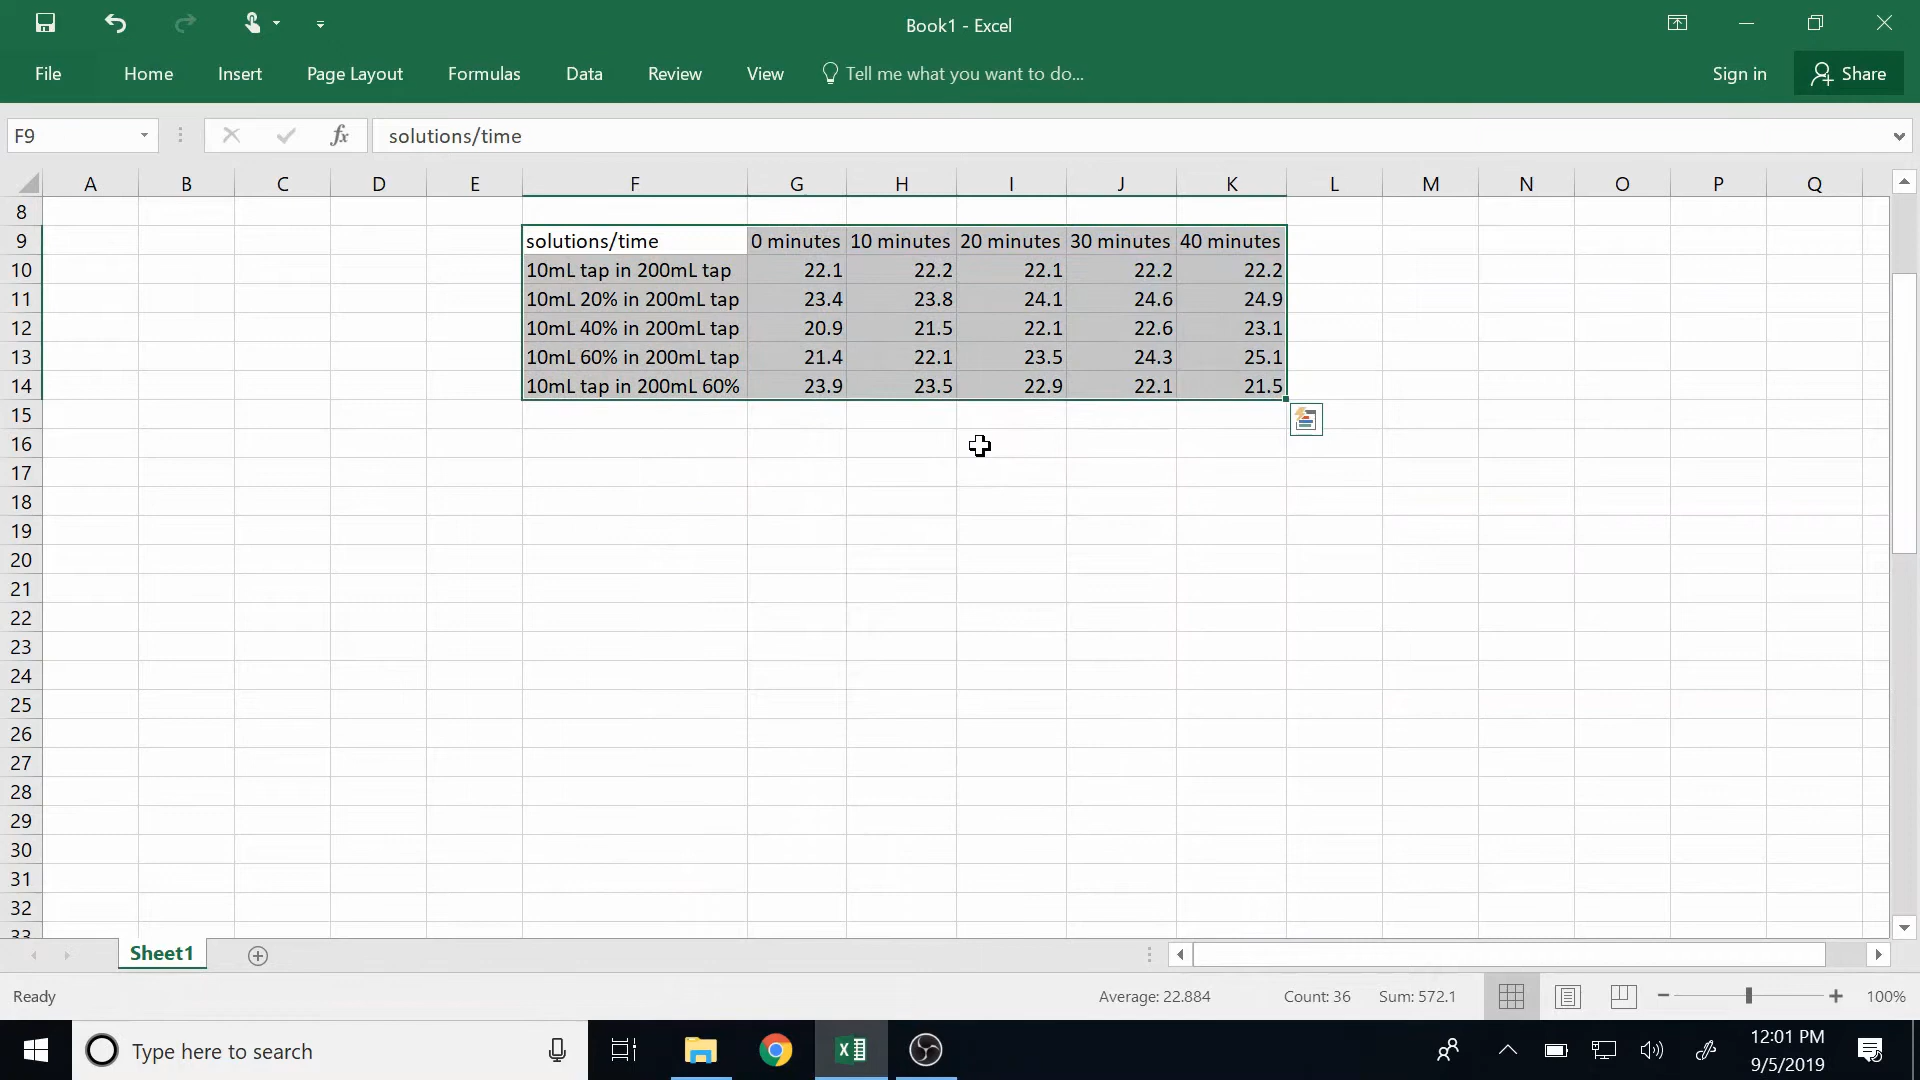 Book1 - Excel
File Home Insert Page Layout Formulas Data Review View Tell me what you want to do... Sign in Share
F9 fx solutions/time
A B C D E F G H I J K L M N O P Q
8
9 solutions/time 0 minutes 10 minutes 20 minutes 30 minutes 40 minutes
10 10mL tap in 200mL tap 22.1 22.2 22.1 22.2 22.2
11 10mL 20% in 200mL tap 23.4 23.8 24.1 24.6 24.9
12 10mL 40% in 200mL tap 20.9 21.5 22.1 22.6 23.1
13 10mL 60% in 200mL tap 21.4 22.1 23.5 24.3 25.1
14 10mL tap in 200mL 60% 23.9 23.5 22.9 22.1 21.5
15
16
17
18
19
20
21
22
23
24
25
26
27
28
29
30
31
32
33
Sheet1
Ready Average: 22.884 Count: 36 Sum: 572.1 100%
Type here to search 12:01 PM
9/5/2019